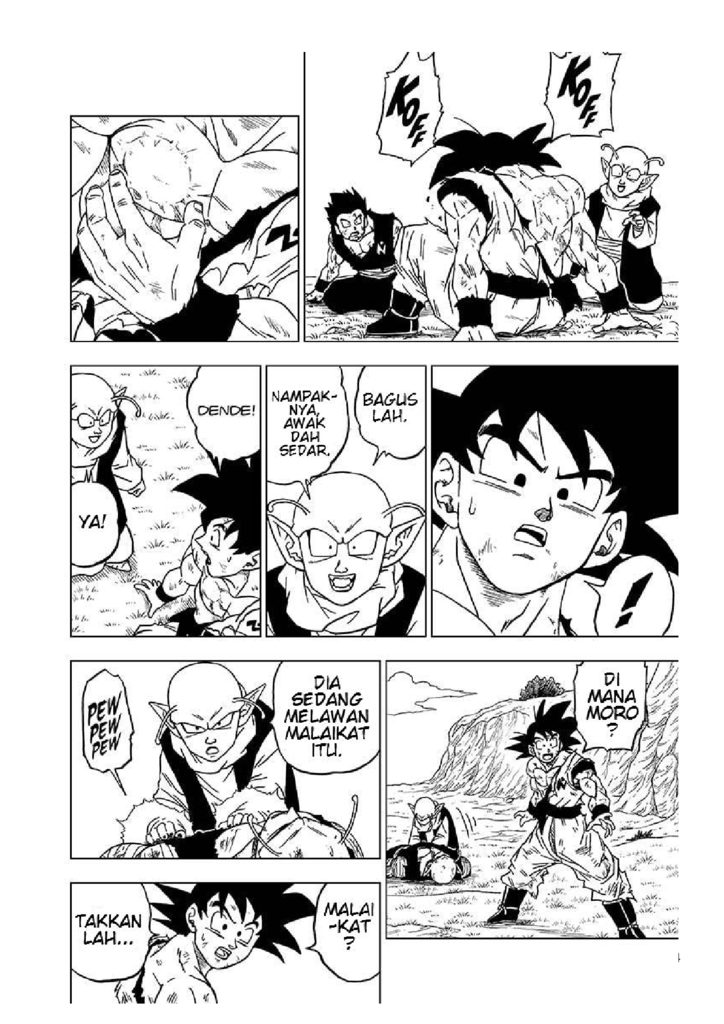 KOFF
KOFF
N
!
BAGUS
LAH.
NAMPAK-
NYA,
AWAK
DAH
SEDAR.
DENDE!
YA!
DI
MANA
MORO
?
DIA
SEDANG
MELAWAN
MALAIKAT
ITU.
PEW
PEW
PEW
MALAI
-KAT
?
TAKKAN
LAH...